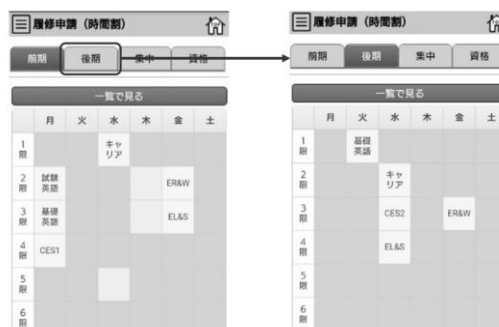 履修申請（時間割）
前期 後期 集中 資格
一覧で見る
月 火 水 木 金 土
1限 キャリア
2限 試験英語 ER&W
3限 基礎英語 EL&S
4限 CES1
5限
6限
履修申請（時間割）
前期 後期 集中 資格
一覧で見る
月 火 水 木 金 土
1限 基礎英語
2限 キャリア
3限 CES2 ER&W
4限 EL&S
5限
6限